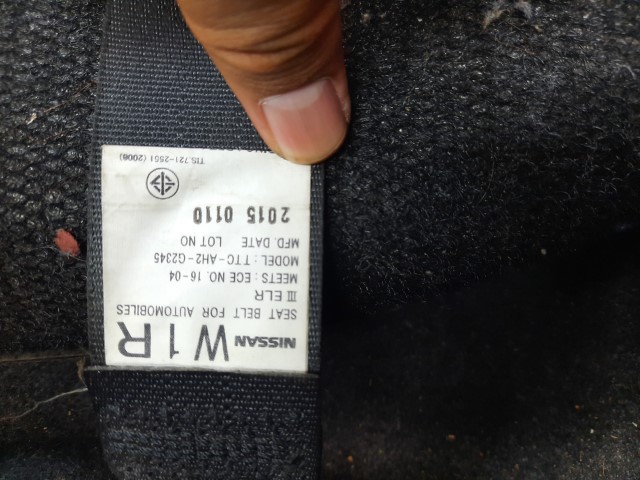 NISSAN W1R
SEAT BELT FOR AUTOMOBILES
III ELR
MEETS : ECE NO. 16-04
MODEL : TTC-AH2-G2345
MFD. DATE LOT NO
2015 0110
TIS.721-2551 (2008)